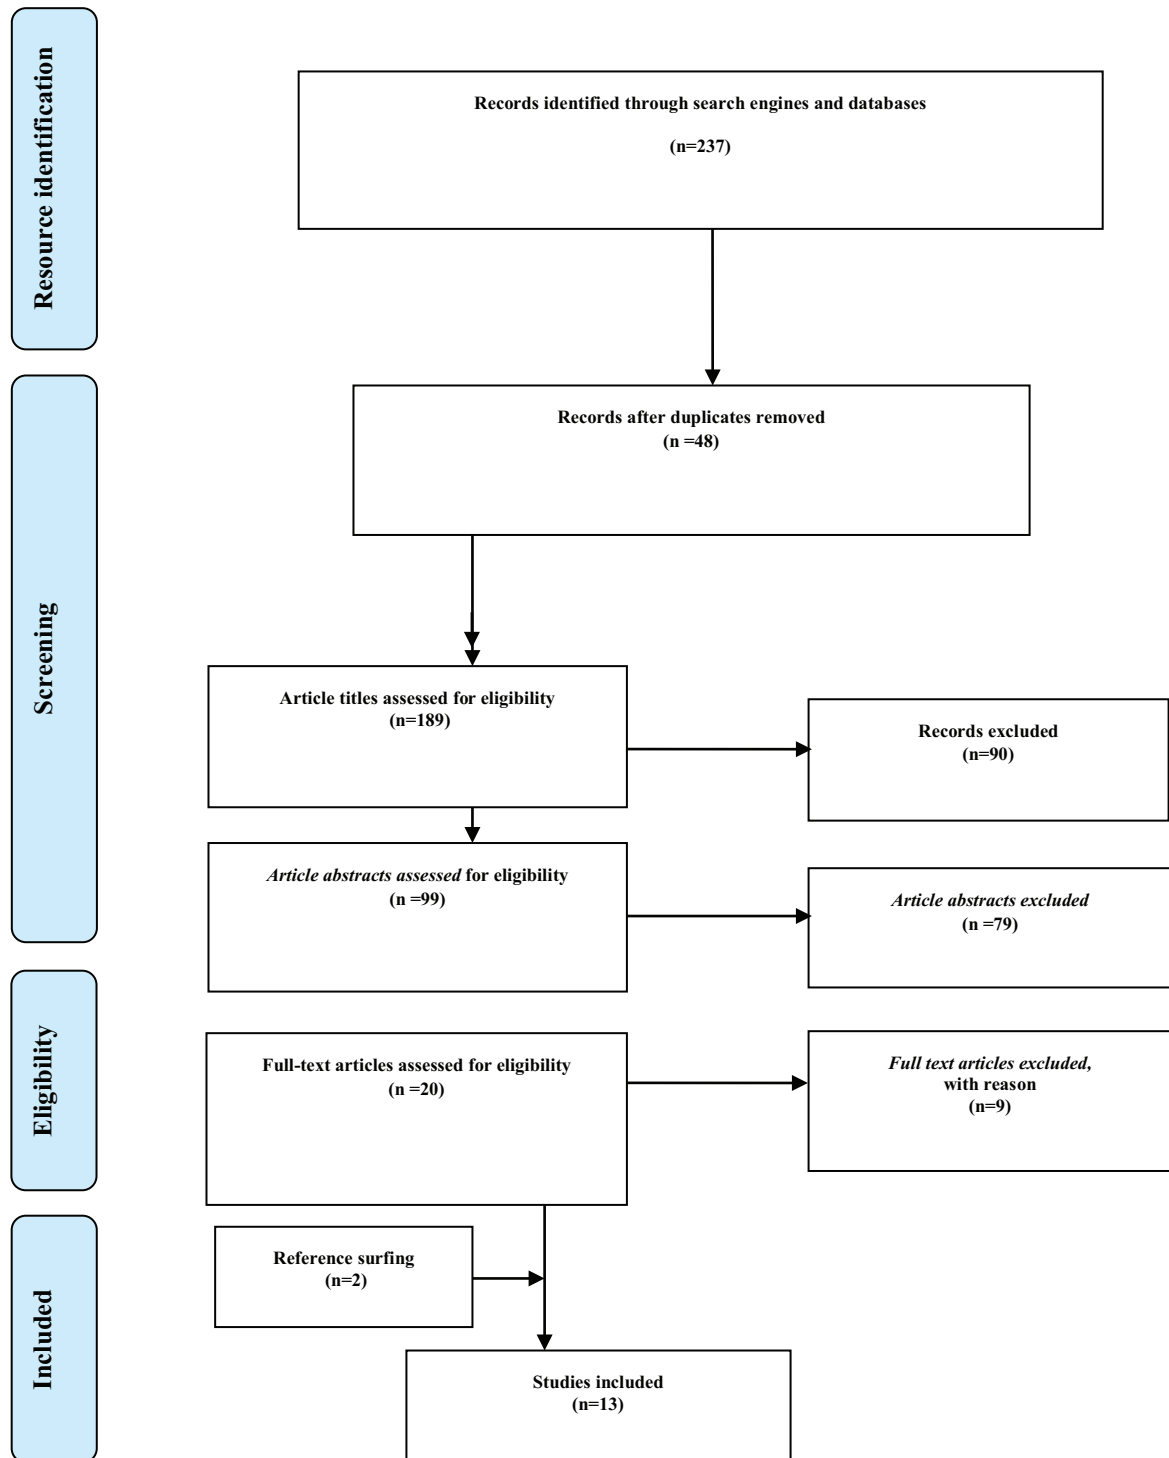 Resource identification
Records identified through search engines and databases
(n=237)
Screening
Records after duplicates removed
(n =48)
Article titles assessed for eligibility
(n=189)
Records excluded
(n=90)
Article abstracts assessed for eligibility
(n =99)
Article abstracts excluded
(n =79)
Eligibility
Full-text articles assessed for eligibility
(n =20)
Full text articles excluded,
with reason
(n=9)
Included
Reference surfing
(n=2)
Studies included
(n=13)